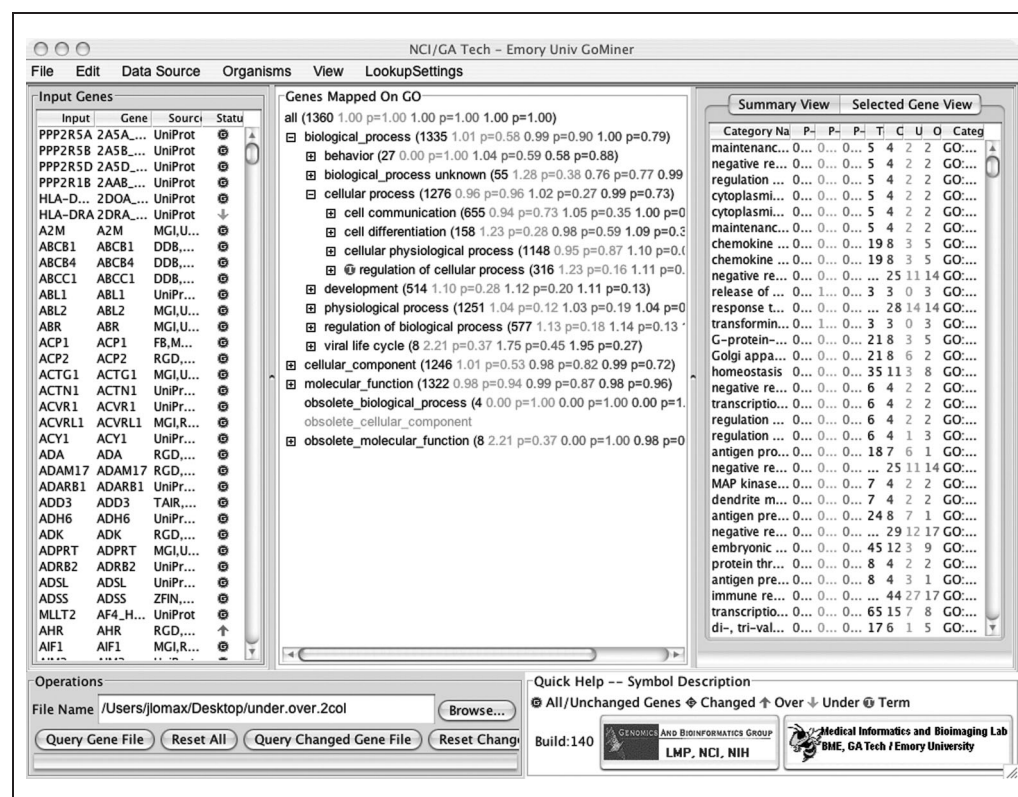 NCI/GA Tech – Emory Univ GoMiner
File Edit Data Source Organisms View LookupSettings
Input Genes
Input Gene Sourc Statu
PPP2R5A 2A5A_... UniProt
PPP2R5B 2A5B_... UniProt
PPP2R5D 2A5D_... UniProt
PPP2R1B 2AAB_... UniProt
HLA-D... 2DOA_... UniProt
HLA-DRA 2DRA_... UniProt
A2M A2M MGI,U...
ABCB1 ABCB1 DDB,...
ABCB4 ABCB4 DDB,...
ABCC1 ABCC1 DDB,...
ABL1 ABL1 UniPr...
ABL2 ABL2 MGI,U...
ABR ABR MGI,U...
ACP1 ACP1 FB,M...
ACP2 ACP2 RGD,...
ACTG1 ACTG1 MGI,U...
ACTN1 ACTN1 UniPr...
ACVR1 ACVR1 UniPr...
ACVRL1 ACVRL1 MGI,R...
ACY1 ACY1 UniPr...
ADA ADA RGD,...
ADAM17 ADAM17 RGD,...
ADARB1 ADARB1 UniPr...
ADD3 ADD3 TAIR,...
ADH6 ADH6 UniPr...
ADK ADK RGD,...
ADPRT ADPRT MGI,U...
ADRB2 ADRB2 UniPr...
ADSL ADSL UniPr...
ADSS ADSS ZFIN,...
MLLT2 AF4_H... UniProt
AHR AHR RGD,...
AIF1 AIF1 MGI,R...
Genes Mapped On GO
all (1360 1.00 p=1.00 1.00 p=1.00 1.00 p=1.00)
biological_process (1335 1.01 p=0.58 0.99 p=0.90 1.00 p=0.79)
behavior (27 0.00 p=1.00 1.04 p=0.59 0.58 p=0.88)
biological_process unknown (55 1.28 p=0.38 0.76 p=0.77 0.99
cellular process (1276 0.96 p=0.96 1.02 p=0.27 0.99 p=0.73)
cell communication (655 0.94 p=0.73 1.05 p=0.35 1.00 p=0
cell differentiation (158 1.23 p=0.28 0.98 p=0.59 1.09 p=0.3
cellular physiological process (1148 0.95 p=0.87 1.10 p=0.0
regulation of cellular process (316 1.23 p=0.16 1.11 p=0.
development (514 1.10 p=0.28 1.12 p=0.20 1.11 p=0.13)
physiological process (1251 1.04 p=0.12 1.03 p=0.19 1.04 p=0
regulation of biological process (577 1.13 p=0.18 1.14 p=0.13
viral life cycle (8 2.21 p=0.37 1.75 p=0.45 1.95 p=0.27)
cellular_component (1246 1.01 p=0.53 0.98 p=0.82 0.99 p=0.72)
molecular_function (1322 0.98 p=0.94 0.99 p=0.87 0.98 p=0.96)
obsolete_biological_process (4 0.00 p=1.00 0.00 p=1.00 0.00 p=1.
obsolete_cellular_component
obsolete_molecular_function (8 2.21 p=0.37 0.00 p=1.00 0.98 p=0
Summary View Selected Gene View
Category Na P- P- P- T C U O Categ
maintenanc... 0... 0... 0... 5 4 2 2 GO:...
negative re... 0... 0... 0... 5 4 2 2 GO:...
regulation ... 0... 0... 0... 5 4 2 2 GO:...
cytoplasmi... 0... 0... 0... 5 4 2 2 GO:...
cytoplasmi... 0... 0... 0... 5 4 2 2 GO:...
maintenanc... 0... 0... 0... 5 4 2 2 GO:...
chemokine ... 0... 0... 0... 19 8 3 5 GO:...
chemokine ... 0... 0... 0... 19 8 3 5 GO:...
negative re... 0... 0... 0... ... 25 11 14 GO:...
release of ... 0... 1... 0... 3 3 0 3 GO:...
response t... 0... 0... 0... ... 28 14 14 GO:...
transformin... 0... 1... 0... 3 3 0 3 GO:...
G-protein-... 0... 0... 0... 21 8 3 5 GO:...
Golgi appa... 0... 0... 0... 21 8 6 2 GO:...
homeostasis 0... 0... 0... 35 11 3 8 GO:...
negative re... 0... 0... 0... 6 4 2 2 GO:...
transcriptio... 0... 0... 0... 6 4 2 2 GO:...
regulation ... 0... 0... 0... 6 4 2 2 GO:...
regulation ... 0... 0... 0... 6 4 1 3 GO:...
antigen pro... 0... 0... 0... 18 7 6 1 GO:...
negative re... 0... 0... 0... ... 25 11 14 GO:...
MAP kinase... 0... 0... 0... 7 4 2 2 GO:...
dendrite m... 0... 0... 0... 7 4 2 2 GO:...
antigen pre... 0... 0... 0... 24 8 7 1 GO:...
negative re... 0... 0... 0... ... 29 12 17 GO:...
embryonic ... 0... 0... 0... 45 12 3 9 GO:...
protein thr... 0... 0... 0... 8 4 2 2 GO:...
antigen pre... 0... 0... 0... 8 4 3 1 GO:...
immune re... 0... 0... 0... ... 44 27 17 GO:...
transcriptio... 0... 0... 0... 65 15 7 8 GO:...
di-, tri-val... 0... 0... 0... 17 6 1 5 GO:...
Operations
File Name /Users/jlomax/Desktop/under.over.2col Browse...
Query Gene File Reset All Query Changed Gene File Reset Chang
Quick Help -- Symbol Description
All/Unchanged Genes Changed Over Under Term
Build:140
GENOMICS AND BIOINFORMATICS GROUP
LMP, NCI, NIH
Medical Informatics and Bioimaging Lab
BME, GA Tech / Emory University